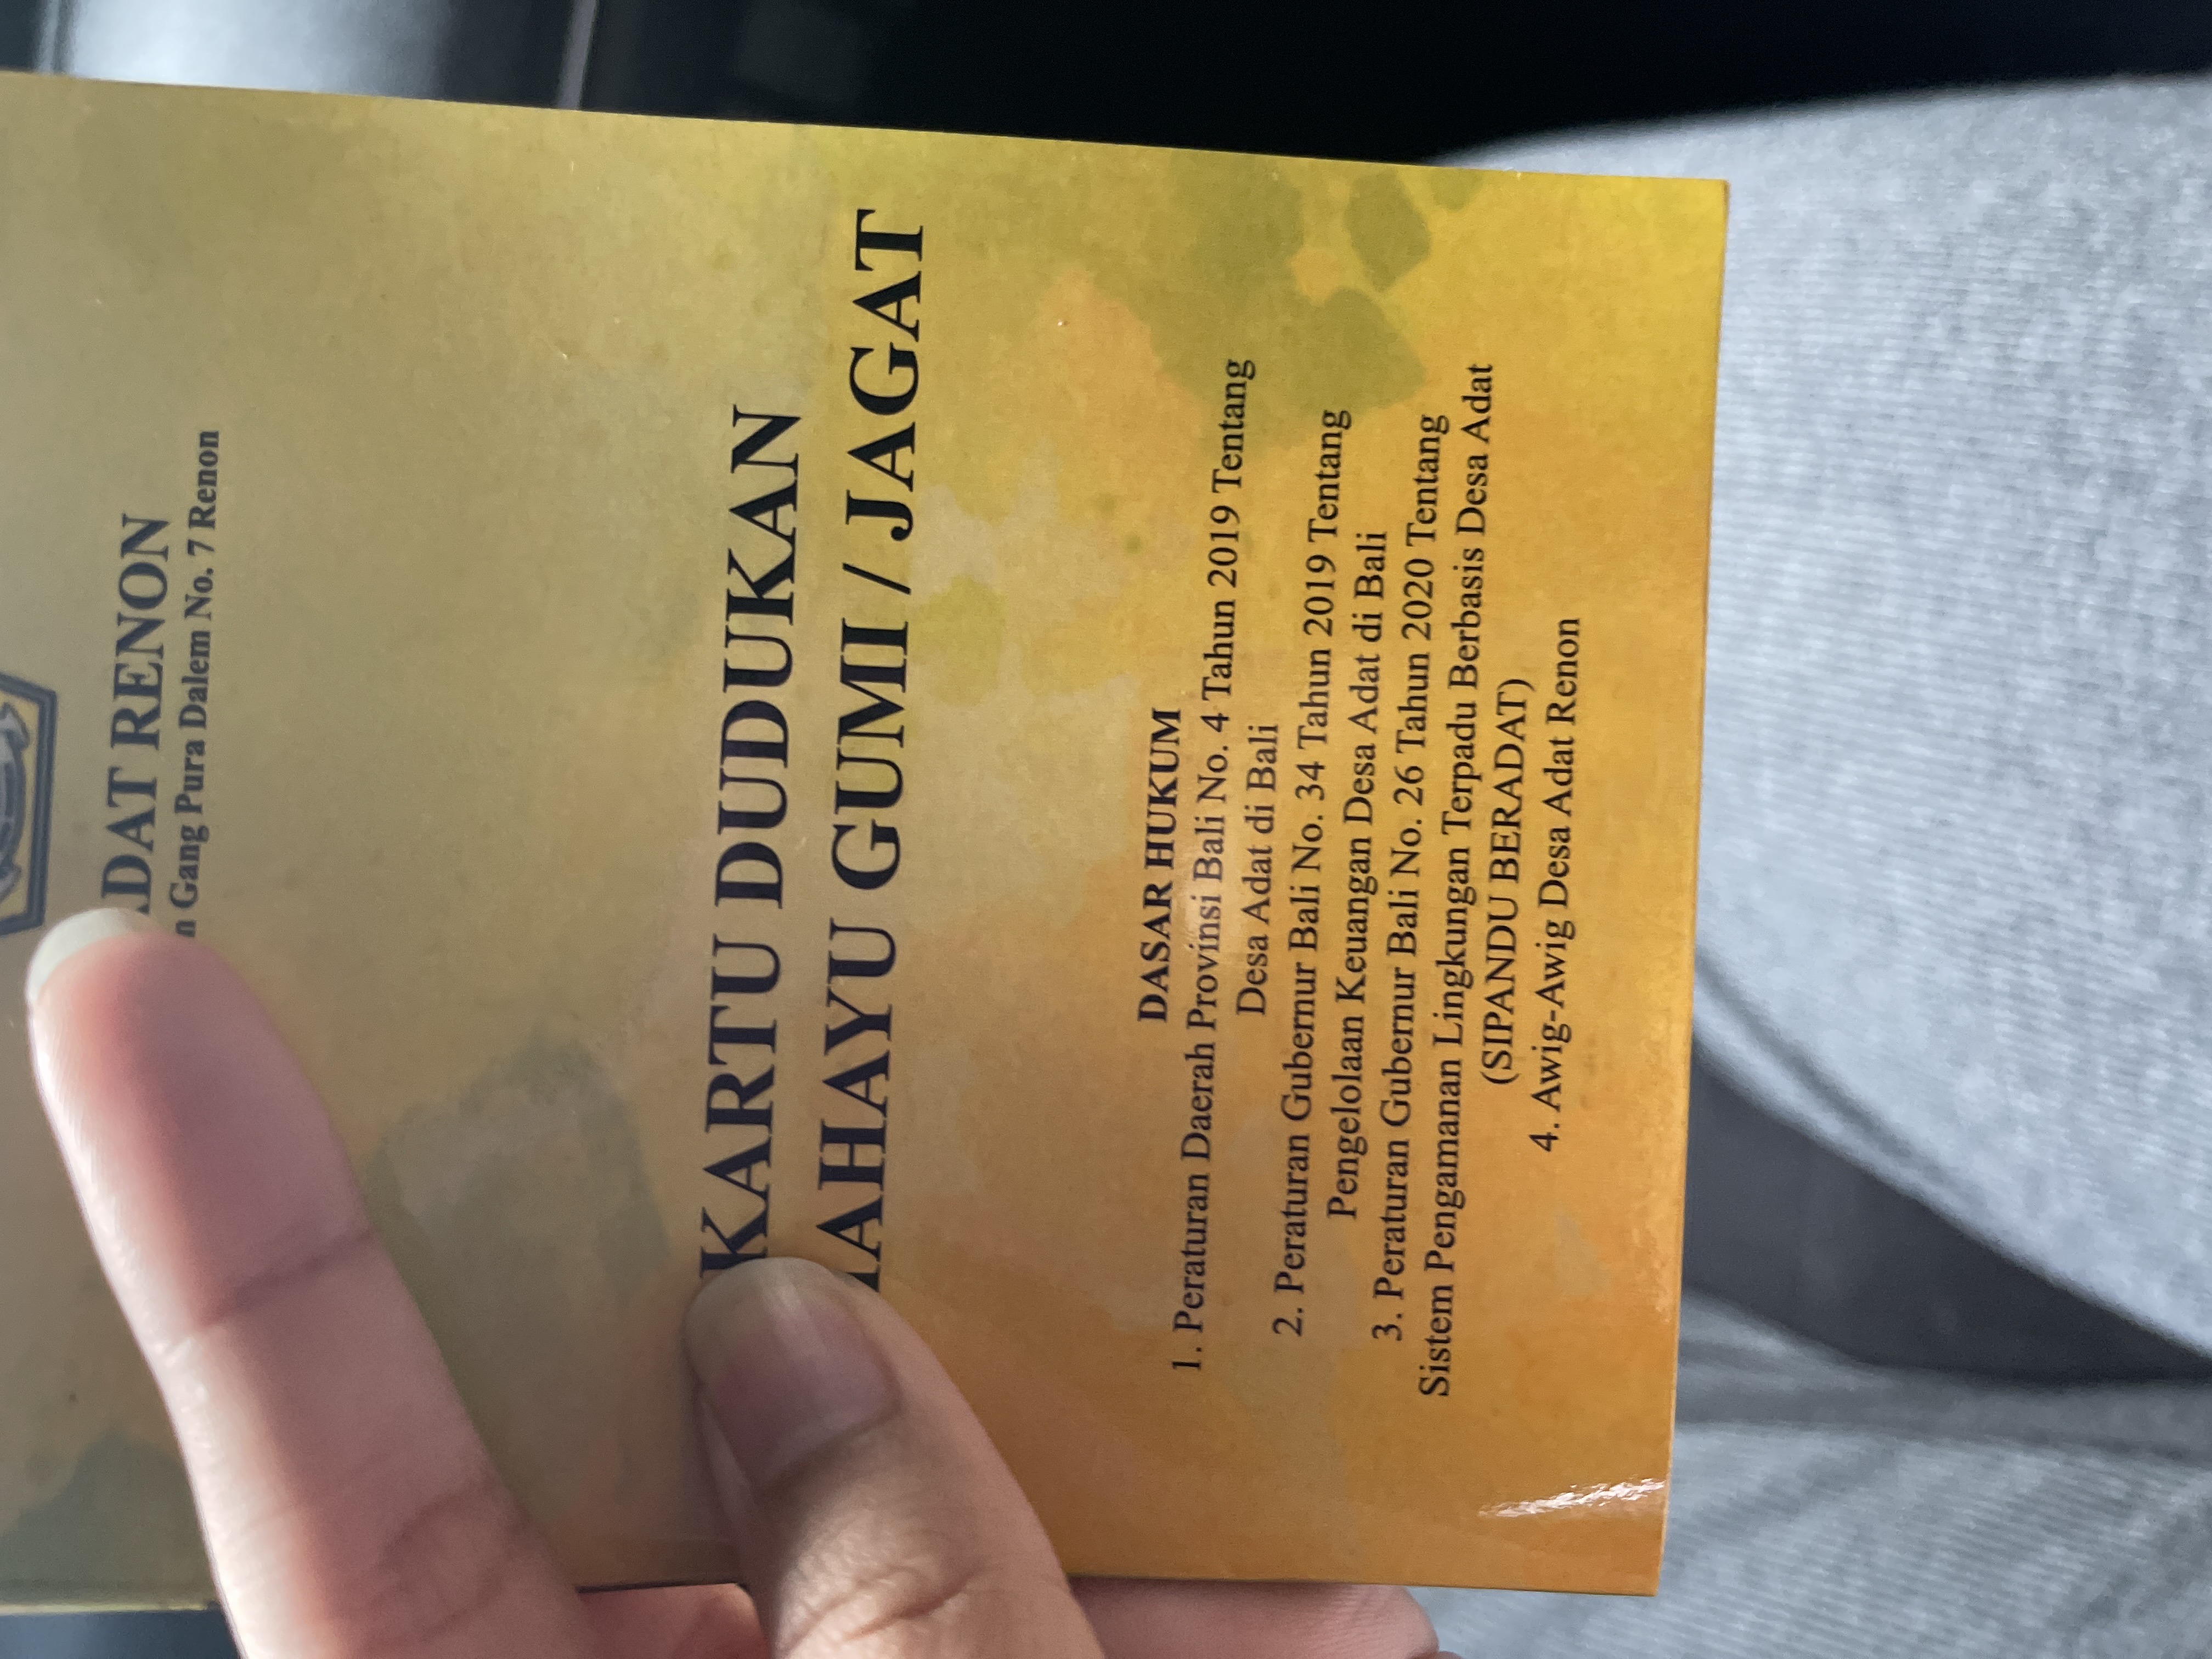 DAT RENON
Gang Pura Dalem No. 7 Renon
KARTU DUDUKAN
AHAYU GUMI / JAGAT
DASAR HUKUM
1. Peraturan Daerah Provinsi Bali No. 4 Tahun 2019 Tentang
Desa Adat di Bali
2. Peraturan Gubernur Bali No. 34 Tahun 2019 Tentang
Pengelolaan Keuangan Desa Adat di Bali
3. Peraturan Gubernur Bali No. 26 Tahun 2020 Tentang
Sistem Pengamanan Lingkungan Terpadu Berbasis Desa Adat
(SIPANDU BERADAT)
4. Awig-Awig Desa Adat Renon